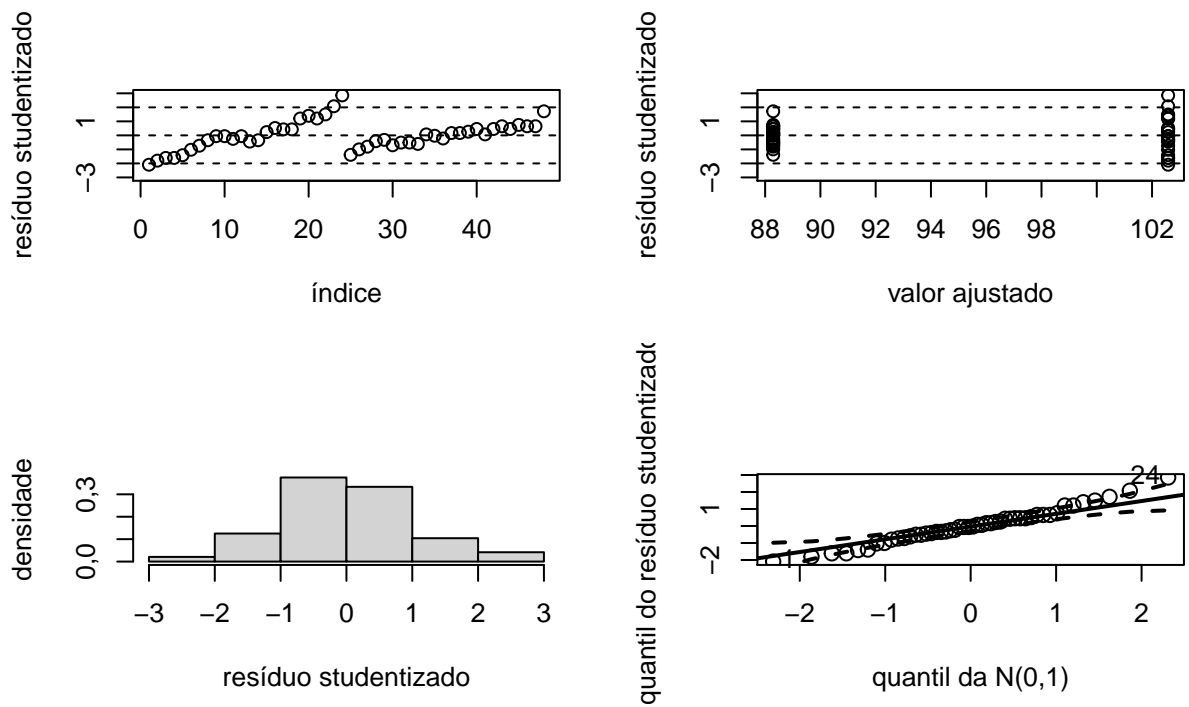 resíduo studentizado
1
−3
0 10 20 30 40
índice
resíduo studentizado
1
−3
88 90 92 94 96 98 102
valor ajustado
densidade
0,3
0,0
−3 −2 −1 0 1 2 3
resíduo studentizado
quantil do resíduo studentizado
1
−2
24
1
−2 −1 0 1 2
quantil da N(0,1)